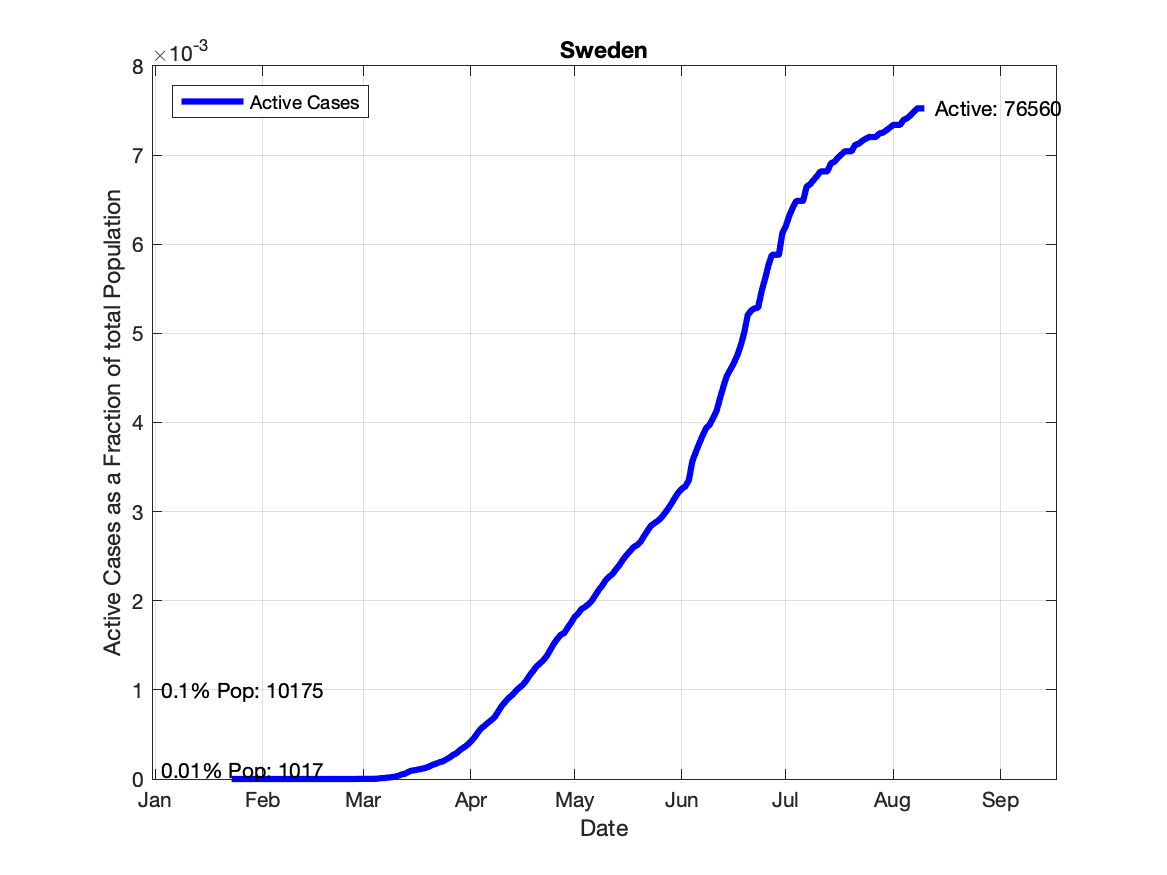 Sweden
×10-3
8
7
6
5
4
3
2
1
0
Active Cases as a Fraction of total Population
Active Cases
Active: 76560
0.1% Pop: 10175
0.01% Pop: 1017
Jan Feb Mar Apr May Jun Jul Aug Sep
Date